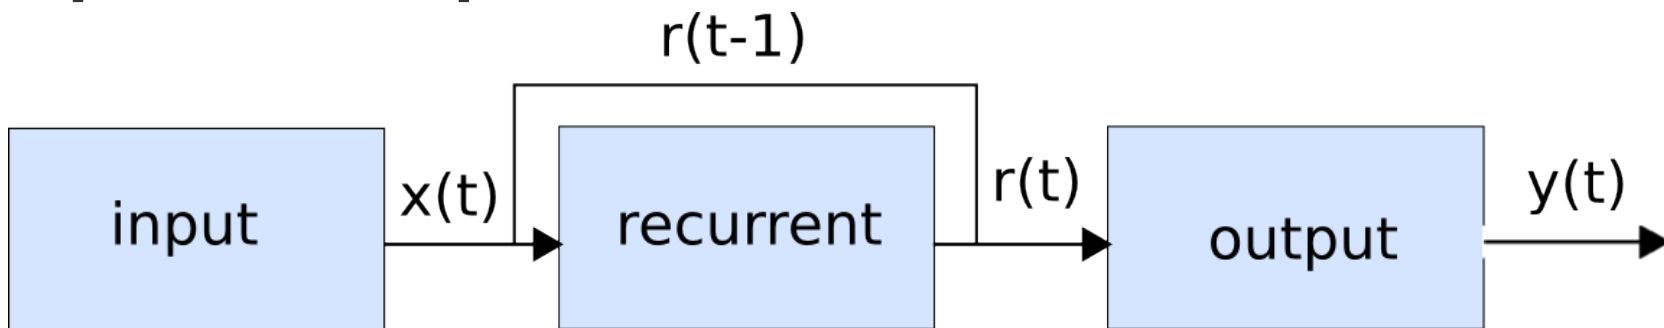 r(t-1)
input
x(t)
recurrent
r(t)
output
y(t)